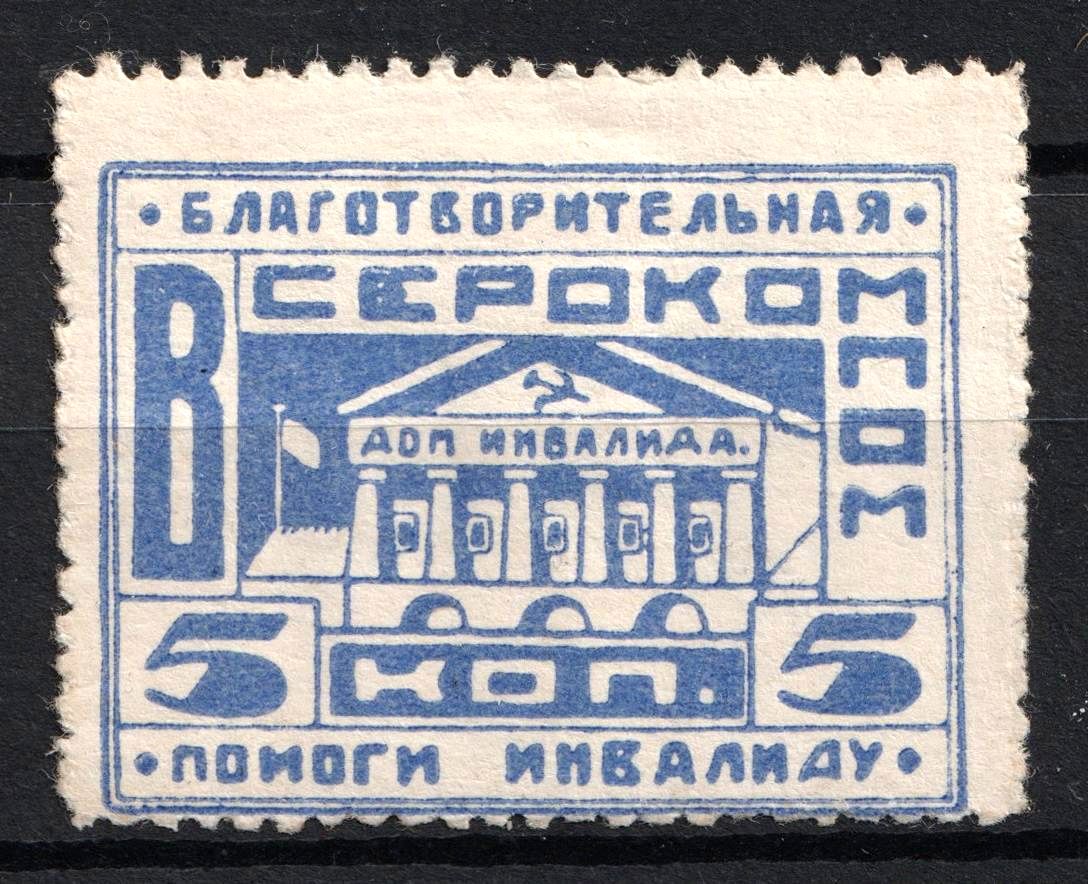 • БЛАГОТВОРИТЕЛЬНАЯ •
ВСЕРОКОМПОМ
ДОМ ИНВАЛИДА.
5 КОП. 5
• ПОМОГИ ИНВАЛИДУ •